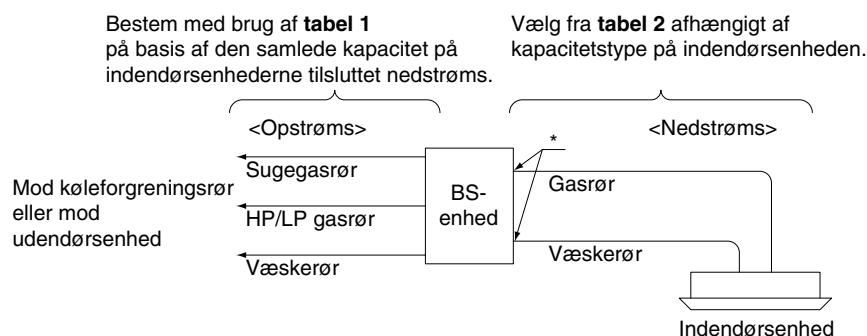 Bestem med brug af tabel 1
på basis af den samlede kapacitet på
indendørsenhederne tilsluttet nedstrøms.
Vælg fra tabel 2 afhængigt af
kapacitetstype på indendørsenheden.
<Opstrøms>
*
<Nedstrøms>
Mod køleforgreningsrør
eller mod
udendørsenhed
Sugegasrør
HP/LP gasrør
Væskerør
BS-
enhed
Gasrør
Væskerør
Indendørsenhed